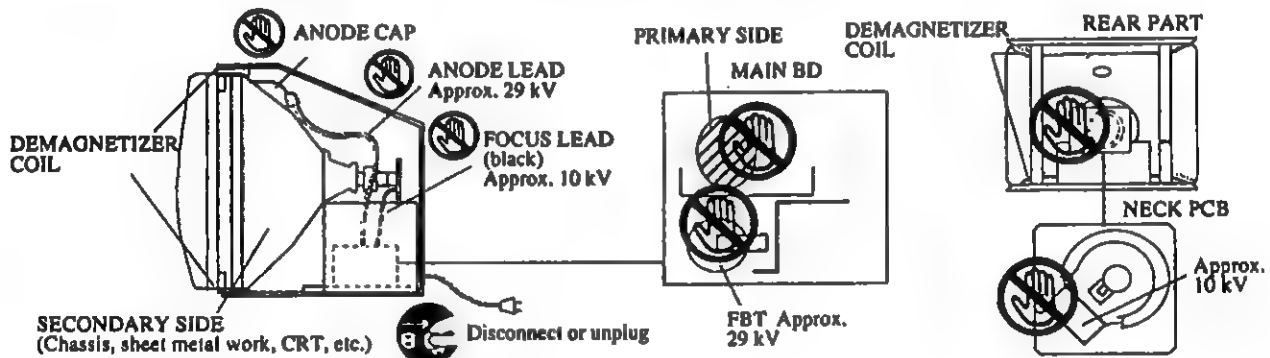 ANODE CAP
ANODE LEAD
Approx. 29 kV
FOCUS LEAD
(black)
Approx. 10 kV
DEMAGNETIZER
COIL
SECONDARY SIDE
(Chassis, sheet metal work, CRT, etc.)
Disconnect or unplug
PRIMARY SIDE
MAIN BD
FBT Approx.
29 kV
DEMAGNETIZER
COIL
REAR PART
NECK PCB
Approx.
10 kV